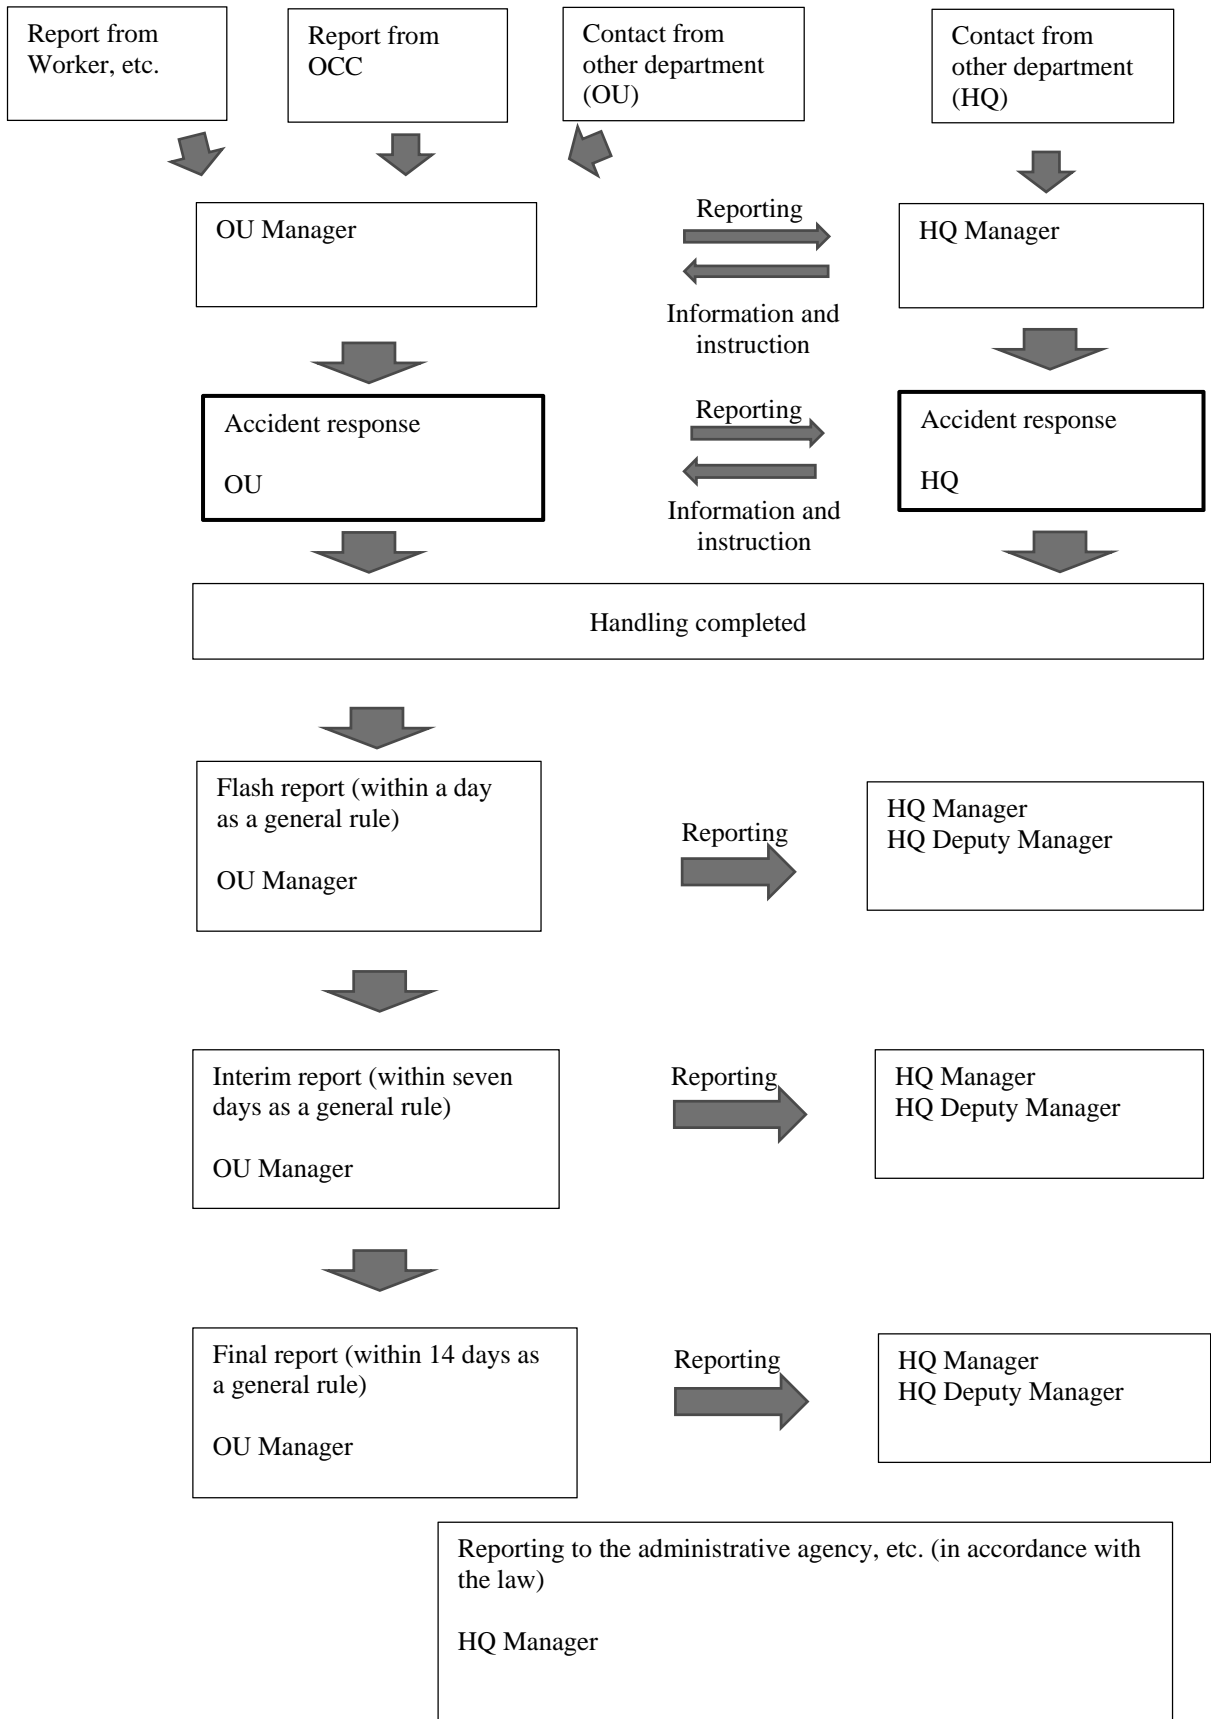 Report from
Worker, etc.
Report from
OCC
Contact from
other department
(OU)
Contact from
other department
(HQ)
OU Manager
Reporting
Information and
instruction
HQ Manager
Accident response
OU
Reporting
Information and
instruction
Accident response
HQ
Handling completed
Flash report (within a day
as a general rule)
OU Manager
Reporting
HQ Manager
HQ Deputy Manager
Interim report (within seven
days as a general rule)
OU Manager
Reporting
HQ Manager
HQ Deputy Manager
Final report (within 14 days as
a general rule)
OU Manager
Reporting
HQ Manager
HQ Deputy Manager
Reporting to the administrative agency, etc. (in accordance with
the law)
HQ Manager